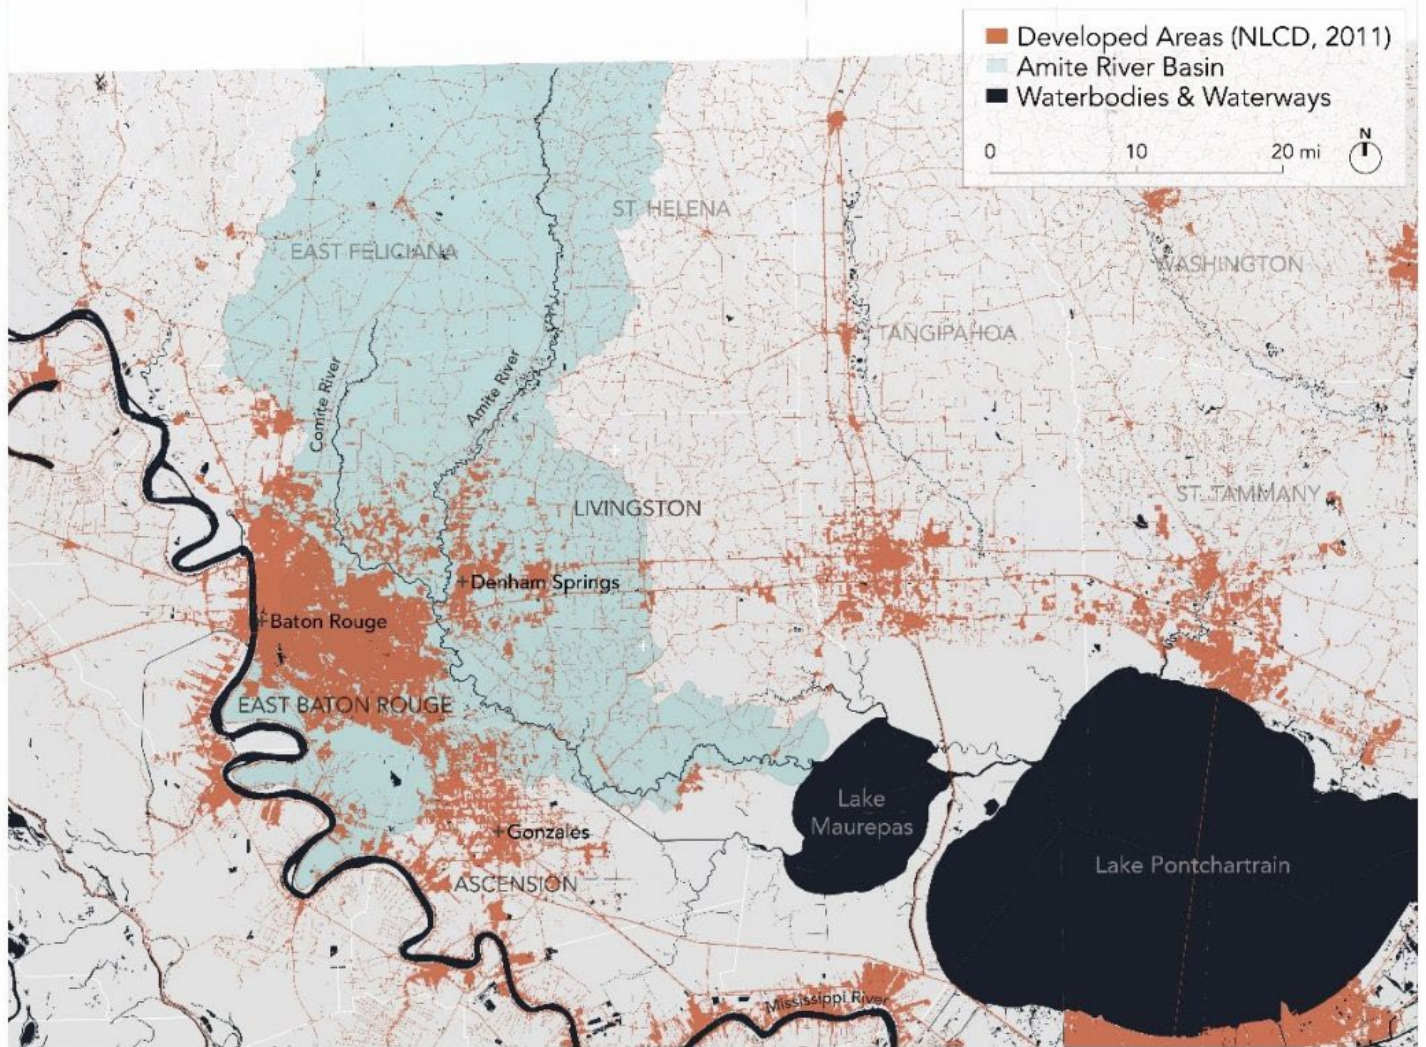 Developed Areas (NLCD, 2011)
Amite River Basin
Waterbodies & Waterways
0 10 20 mi
N
ST. HELENA
EAST FELICIANA
WASHINGTON
TANGIPAHOA
Comite River
Amite River
ST. TAMMANY
LIVINGSTON
Denham Springs
Baton Rouge
EAST BATON ROUGE
Lake
Maurepas
Gonzales
Lake Pontchartrain
ASCENSION
Mississippi River